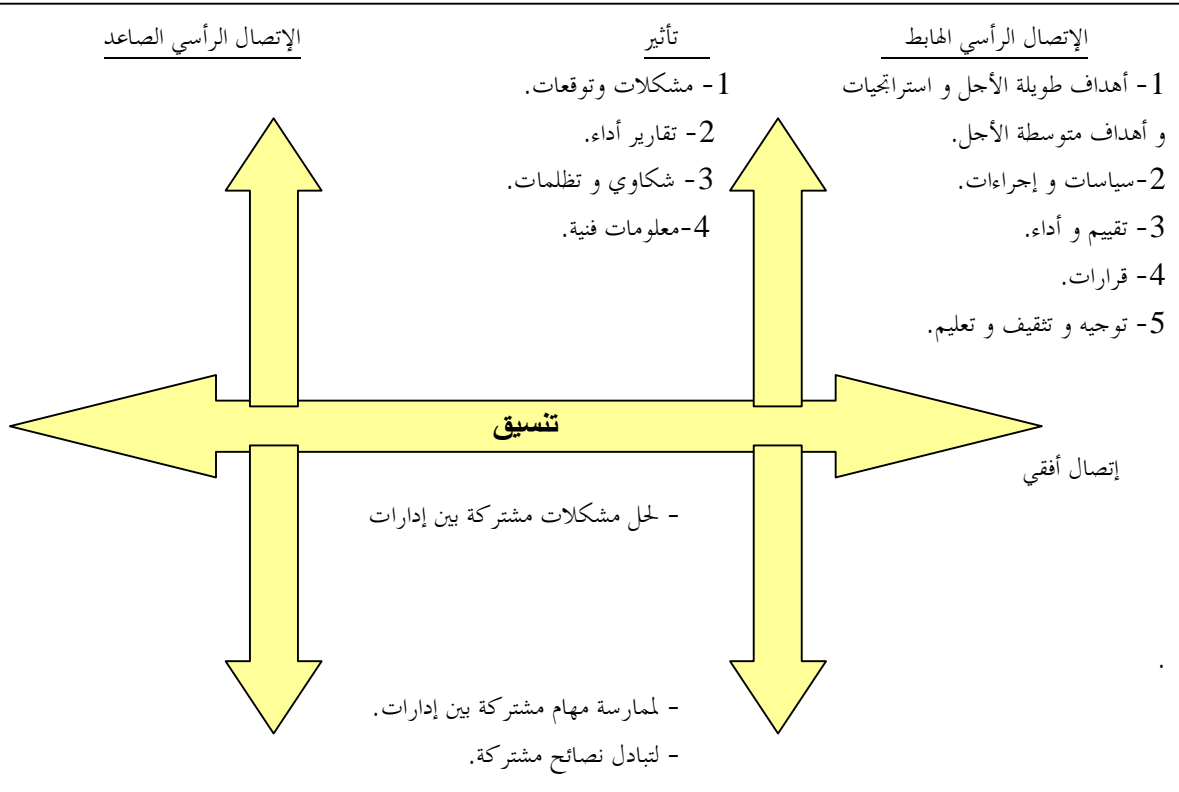 الإتصال الرأسي الهابط
تأثير
الإتصال الرأسي الصاعد
1- أهداف طويلة الأجل و استراتجيات
و أهداف متوسطة الأجل.
2-سياسات و إجراءات.
3- تقييم و أداء.
4- قرارات.
5- توجيه و تثقيف و تعليم.
1- مشكلات وتوقعات.
2- تقارير أداء.
3- شكاوي و تظلمات.
4-معلومات فنية.
تنسيق
إتصال أفقي
- لحل مشكلات مشتركة بين إدارات
.
- لممارسة مهام مشتركة بين إدارات.
- لتبادل نصائح مشتركة.